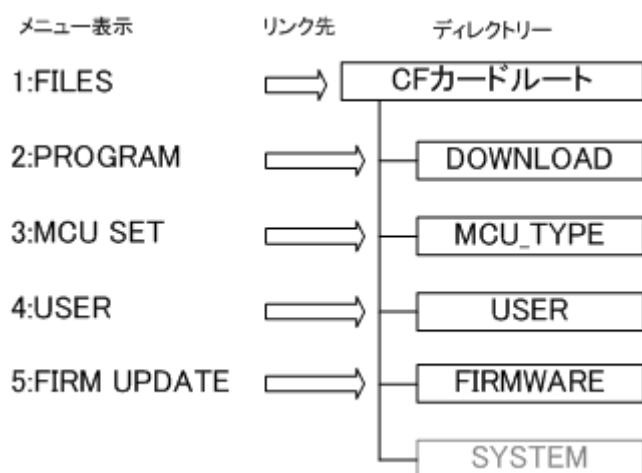 メニュー表示 リンク先 ディレクトリー
1:FILES CFカードルート
2:PROGRAM DOWNLOAD
3:MCU SET MCU_TYPE
4:USER USER
5:FIRM UPDATE FIRMWARE
SYSTEM